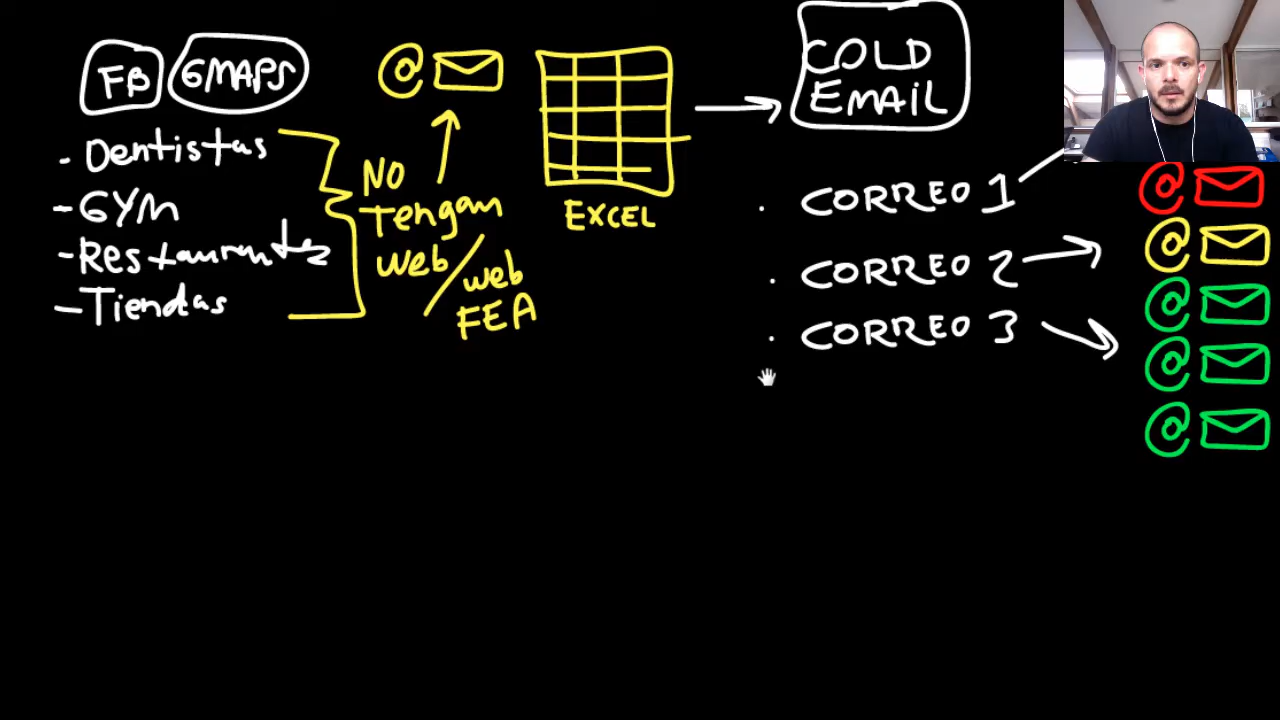 FB GMAPS
- Dentistas
- GYM
- Restaurantes
- Tiendas
@
NO
Tengan
web / web
FEA
EXCEL
COLD
EMAIL
. CORREO 1
. CORREO 2
. CORREO 3
@
@
@
@
@